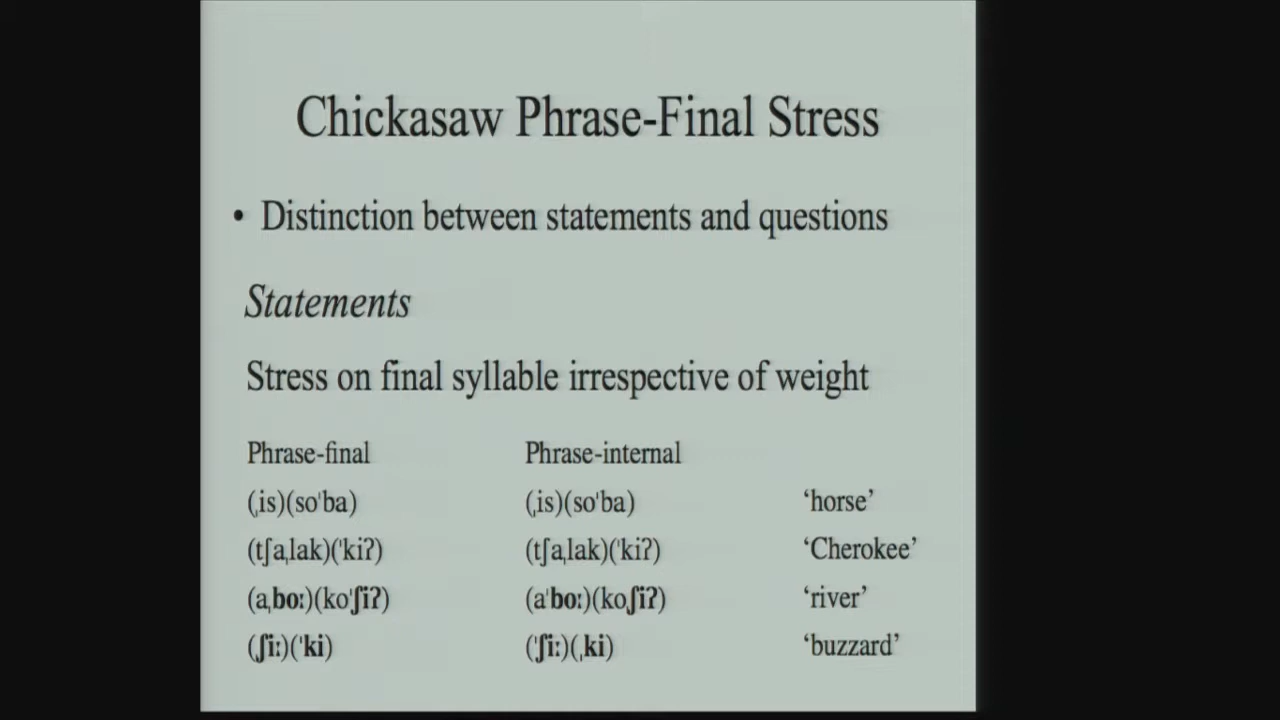 Chickasaw Phrase-Final Stress
• Distinction between statements and questions
Statements
Stress on final syllable irrespective of weight
Phrase-final Phrase-internal
(ˌis)(soˈba) (ˌis)(soˈba) ‘horse’
(tʃaˌlak)(ˈkiʔ) (tʃaˌlak)(ˈkiʔ) ‘Cherokee’
(aˌboː)(koˈʃiʔ) (aˈboː)(koˌʃiʔ) ‘river’
(ˌʃiː)(ˈki) (ˈʃiː)(ˌki) ‘buzzard’